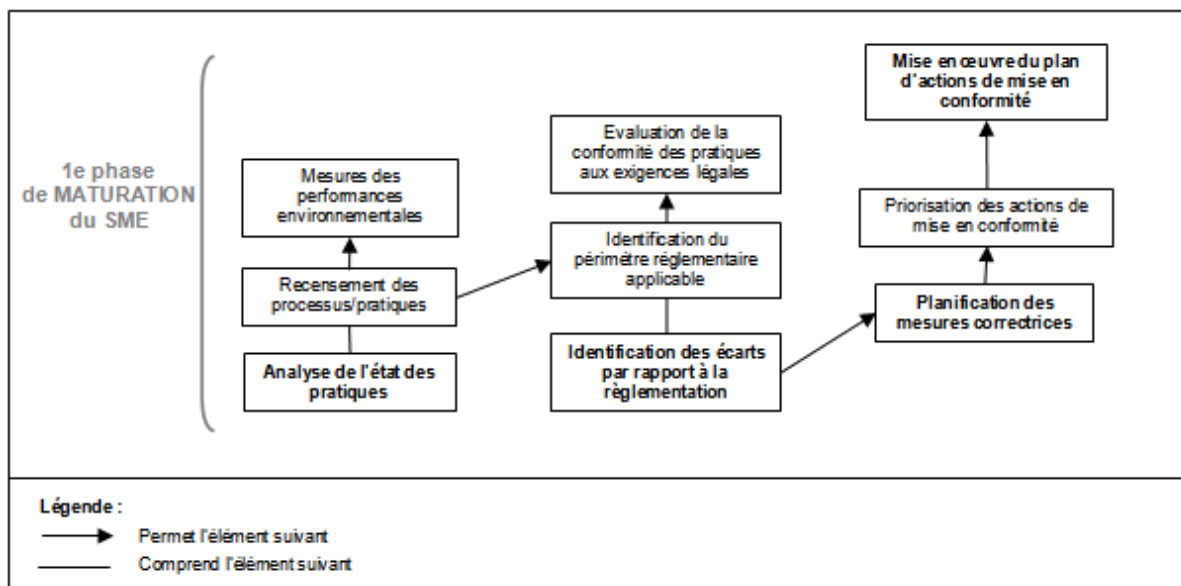 1e phase
de MATURATION
du SME
Mesures des
performances
environnementales
Recensement des
processus/pratiques
Analyse de l'état des
pratiques
Evaluation de la
conformité des pratiques
aux exigences légales
Identification du
périmètre réglementaire
applicable
Identification des écarts
par rapport à la
règlementation
Mise en œuvre du plan
d'actions de mise en
conformité
Priorisation des actions de
mise en conformité
Planification des
mesures correctrices
Légende :
Permet l'élément suivant
Comprend l'élément suivant